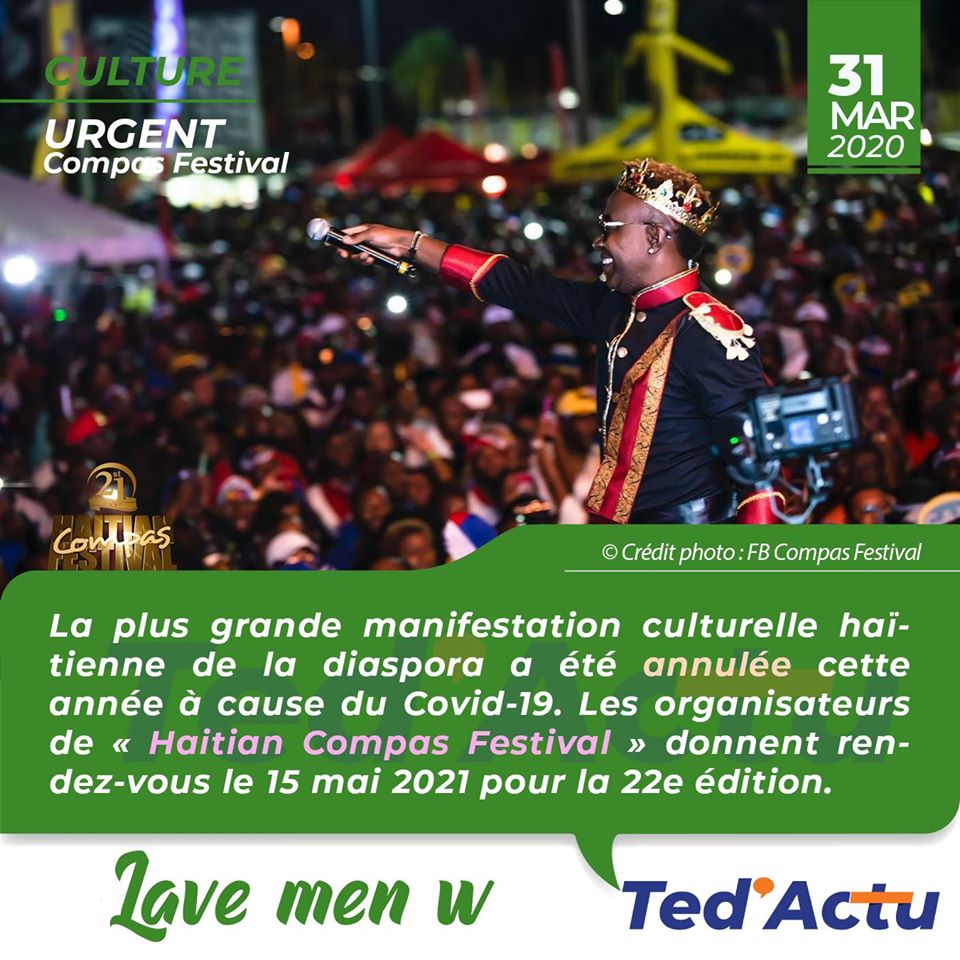 CULTURE
URGENT
Compas Festival
31
MAR
2020
21st
HAITIAN
Compas
FESTIVAL
© Crédit photo : FB Compas Festival
La plus grande manifestation culturelle haï-
tienne de la diaspora a été annulée cette
année à cause du Covid-19. Les organisateurs
de « Haitian Compas Festival » donnent ren-
dez-vous le 15 mai 2021 pour la 22e édition.
Lave men w
Ted'Actu